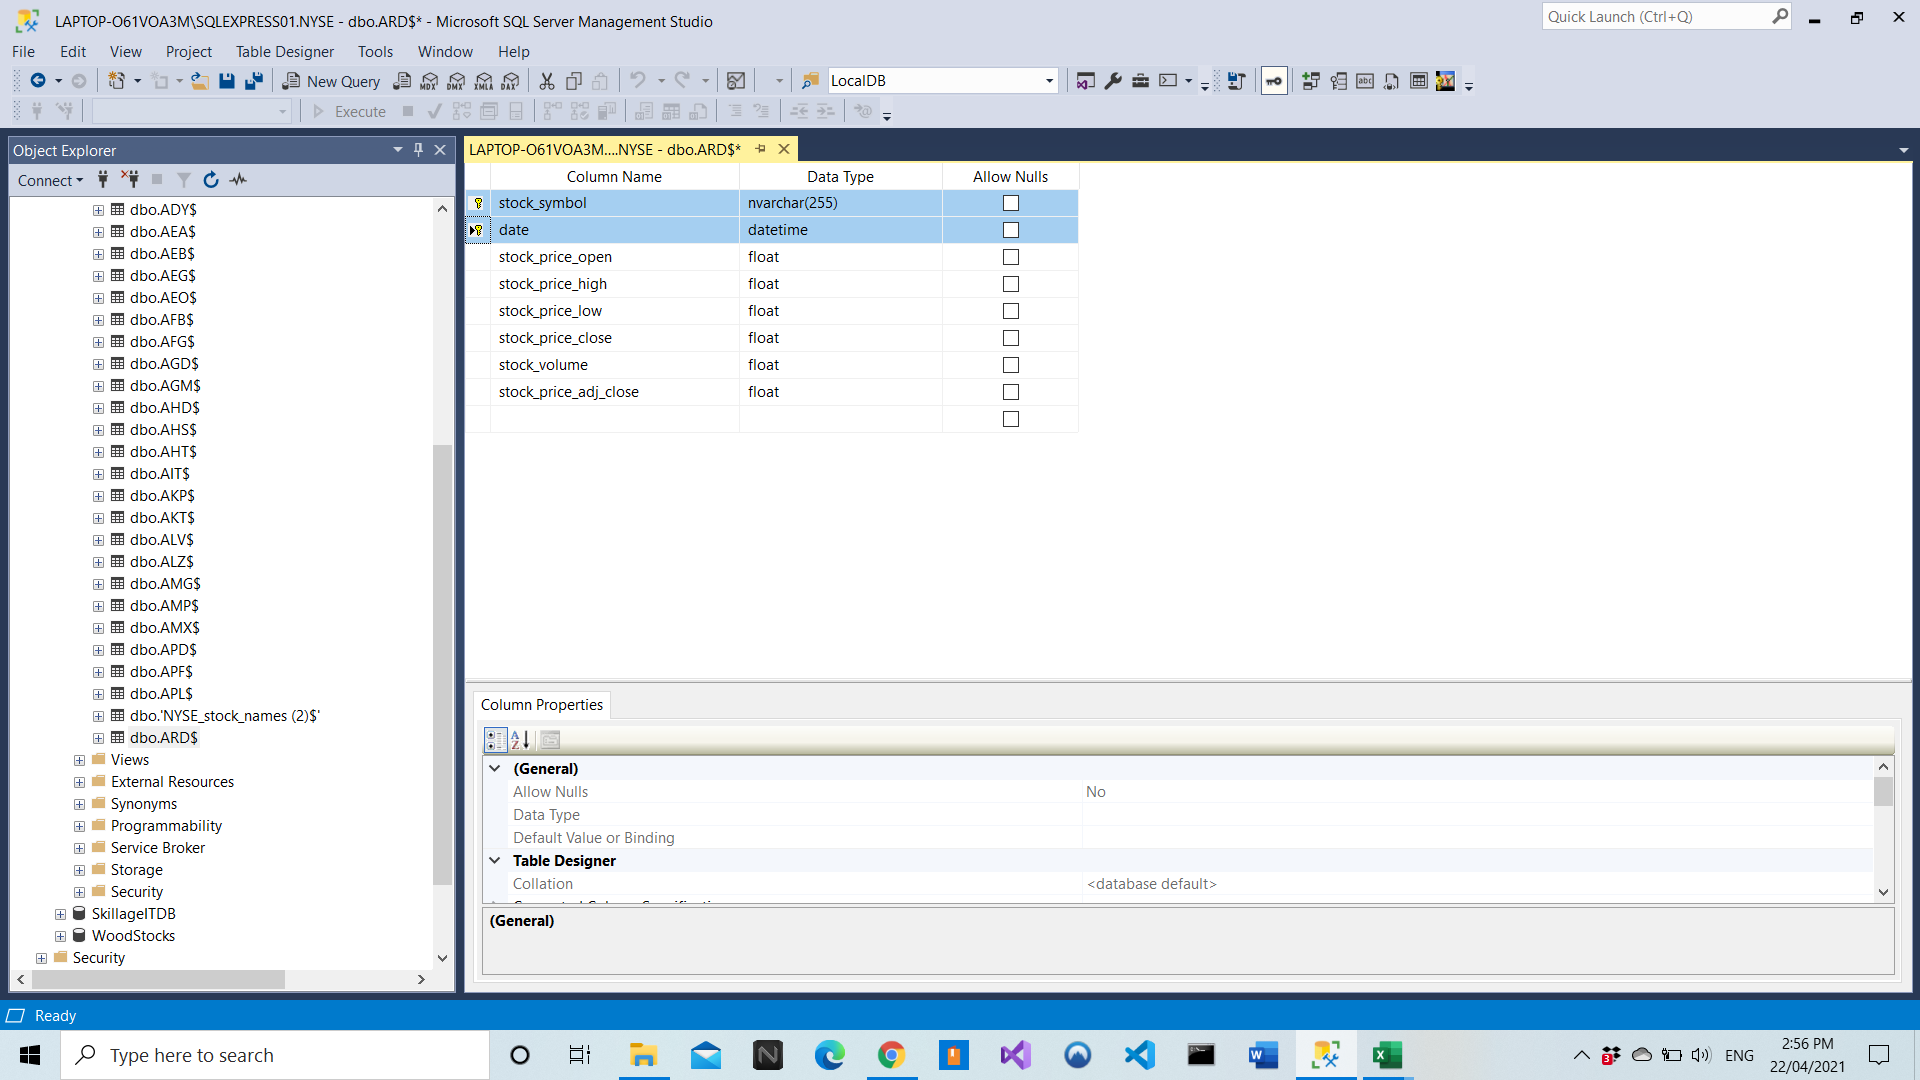 LAPTOP-O61VOA3M\SQLEXPRESS01.NYSE - dbo.ARD$* - Microsoft SQL Server Management Studio
Quick Launch (Ctrl+Q)
File Edit View Project Table Designer Tools Window Help
New Query MDX DMX XMLA DAX LocalDB
Execute
Object Explorer
LAPTOP-O61VOA3M....NYSE - dbo.ARD$*
Connect
dbo.ADY$
dbo.AEA$
dbo.AEB$
dbo.AEG$
dbo.AEO$
dbo.AFB$
dbo.AFG$
dbo.AGD$
dbo.AGM$
dbo.AHD$
dbo.AHS$
dbo.AHT$
dbo.AIT$
dbo.AKP$
dbo.AKT$
dbo.ALV$
dbo.ALZ$
dbo.AMG$
dbo.AMP$
dbo.AMX$
dbo.APD$
dbo.APF$
dbo.APL$
dbo.'NYSE_stock_names (2)$'
dbo.ARD$
Views
External Resources
Synonyms
Programmability
Service Broker
Storage
Security
SkillageITDB
WoodStocks
Security
Column Name Data Type Allow Nulls
stock_symbol nvarchar(255)
date datetime
stock_price_open float
stock_price_high float
stock_price_low float
stock_price_close float
stock_volume float
stock_price_adj_close float
Column Properties
(General)
Allow Nulls No
Data Type
Default Value or Binding
Table Designer
Collation <database default>
(General)
Ready
Type here to search
ENG
2:56 PM
22/04/2021